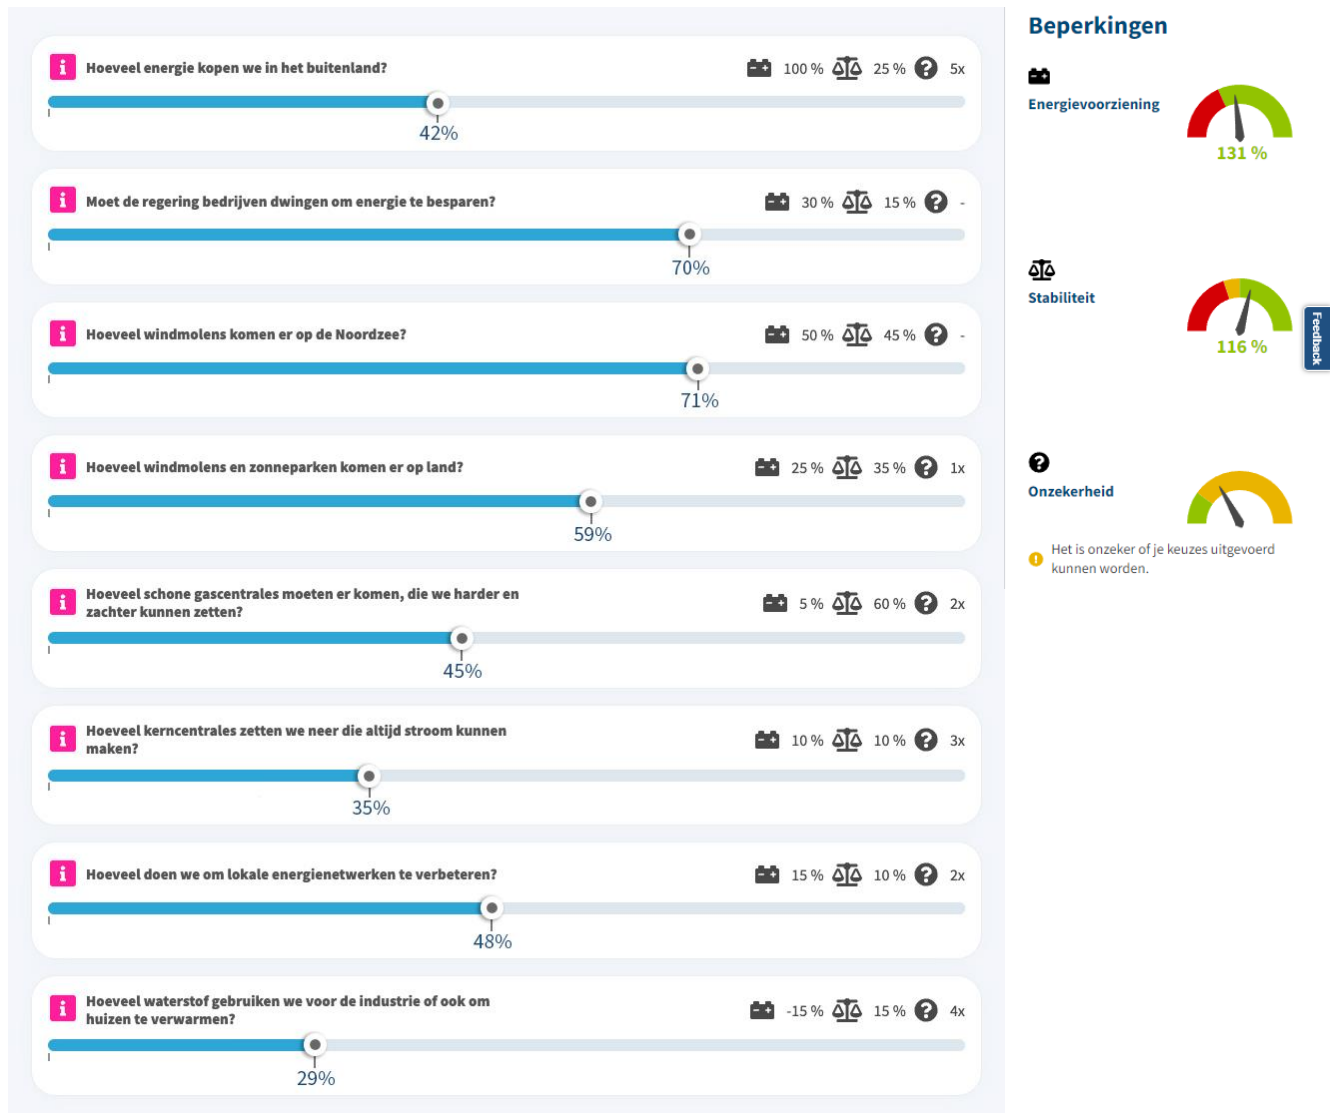 Hoeveel energie kopen we in het buitenland?
100 % 25 % 5x
42%
Moet de regering bedrijven dwingen om energie te besparen?
30 % 15 % -
70%
Hoeveel windmolens komen er op de Noordzee?
50 % 45 % -
71%
Hoeveel windmolens en zonneparken komen er op land?
25 % 35 % 1x
59%
Hoeveel schone gascentrales moeten er komen, die we harder en
zachter kunnen zetten?
5 % 60 % 2x
45%
Hoeveel kerncentrales zetten we neer die altijd stroom kunnen
maken?
10 % 10 % 3x
35%
Hoeveel doen we om lokale energienetwerken te verbeteren?
15 % 10 % 2x
48%
Hoeveel waterstof gebruiken we voor de industrie of ook om
huizen te verwarmen?
-15 % 15 % 4x
29%
Beperkingen
Energievoorziening
131 %
Stabiliteit
116 %
Onzekerheid
Het is onzeker of je keuzes uitgevoerd
kunnen worden.
Feedback